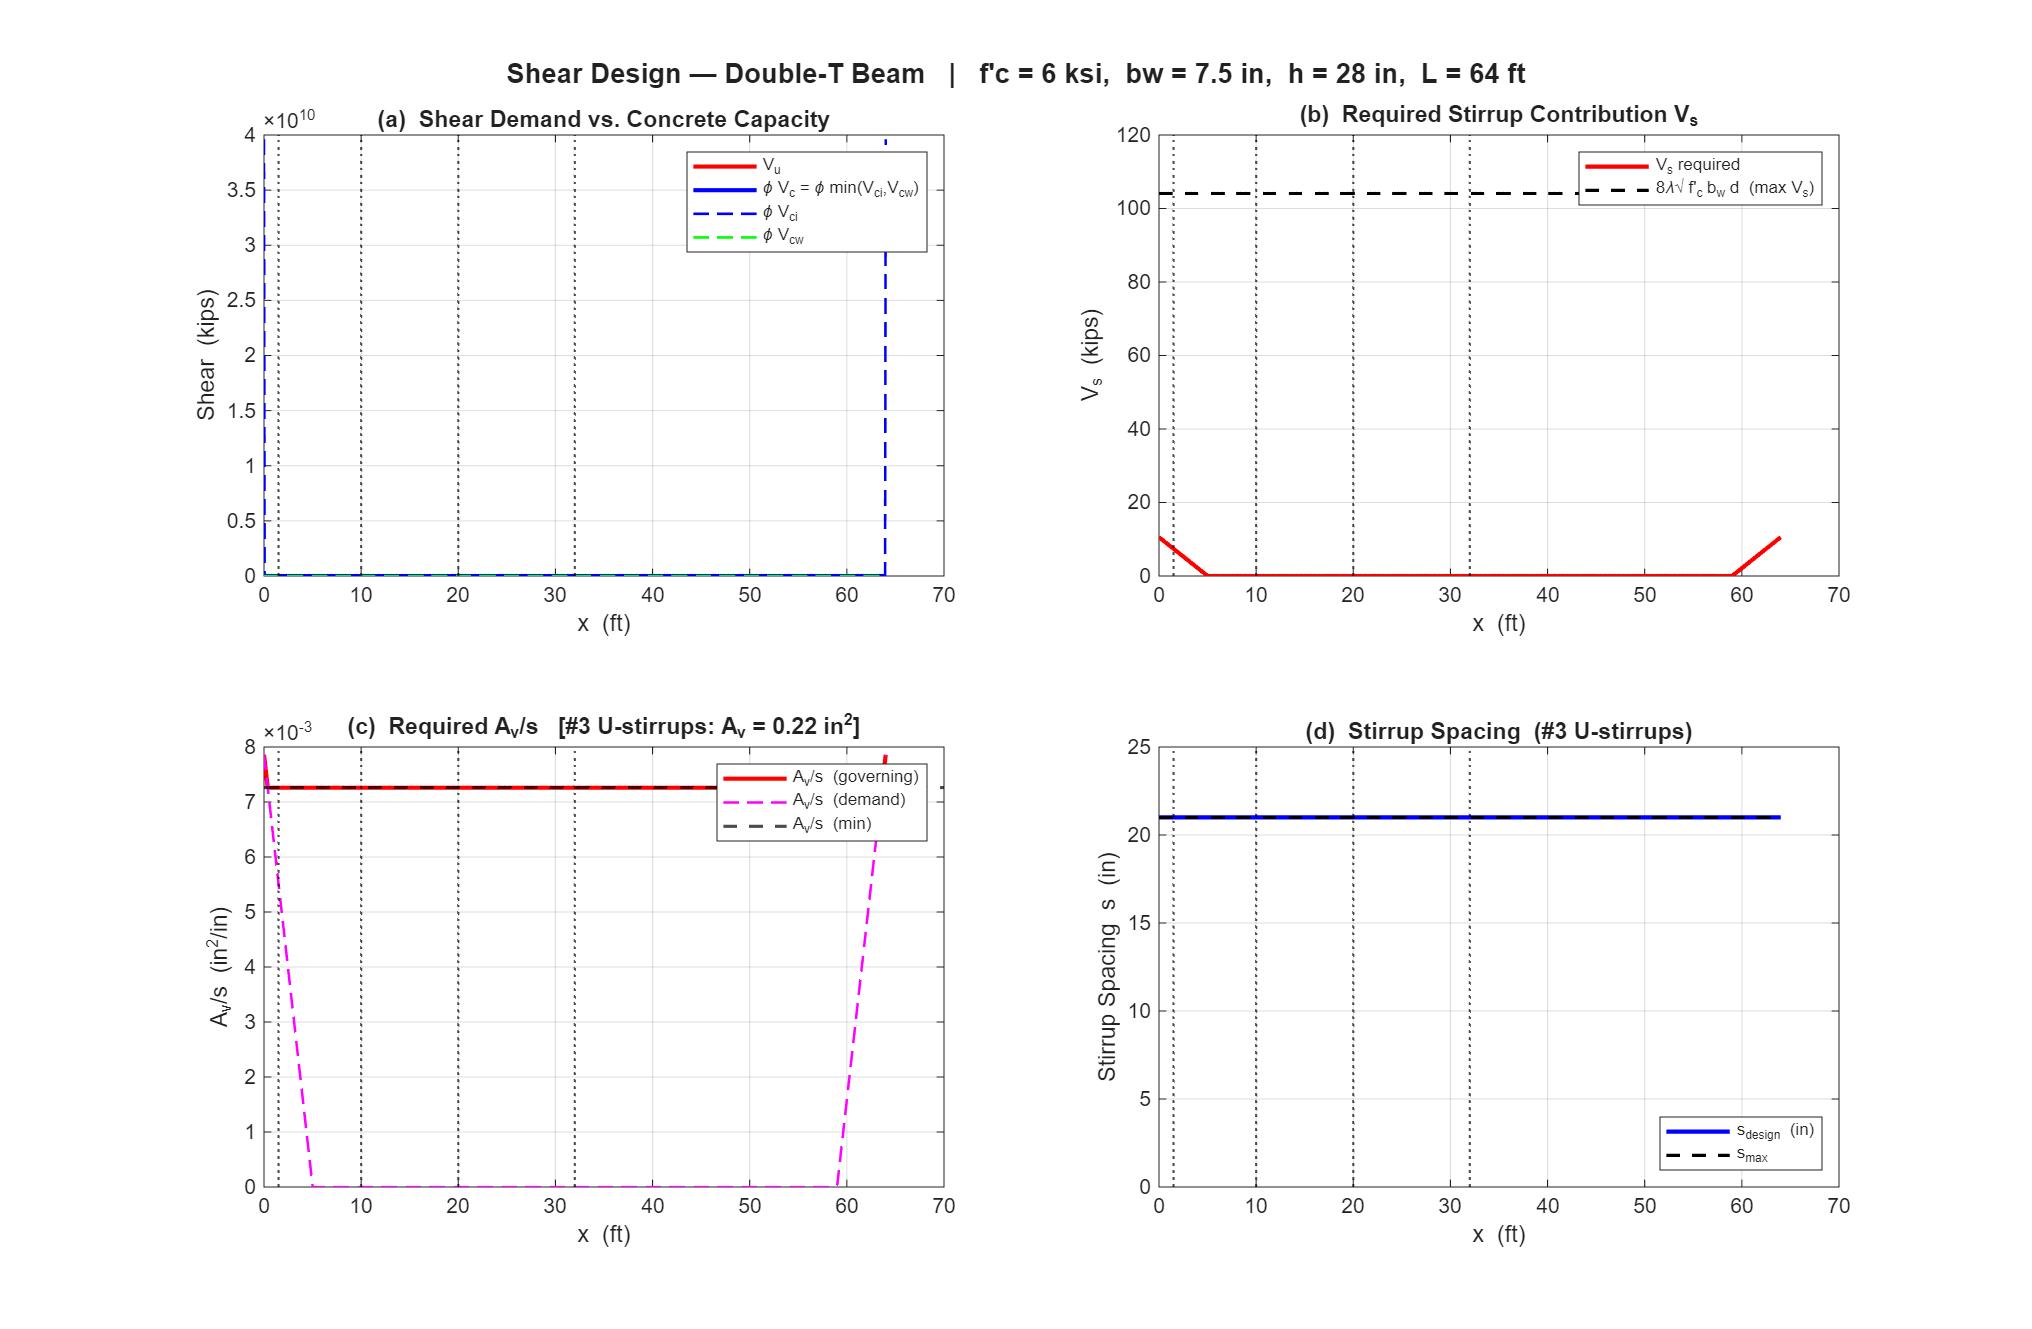 Shear Design — Double-T Beam | f'c = 6 ksi, bw = 7.5 in, h = 28 in, L = 64 ft
(a) Shear Demand vs. Concrete Capacity
×10^10
4
3.5
3
2.5
2
1.5
1
0.5
0
Shear (kips)
0 10 20 30 40 50 60 70
x (ft)
V_u
ϕ V_c = ϕ min(V_ci,V_cw)
ϕ V_ci
ϕ V_cw
(b) Required Stirrup Contribution V_s
120
100
80
60
40
20
0
V_s (kips)
0 10 20 30 40 50 60 70
x (ft)
V_s required
8λ√ f'_c b_w d (max V_s)
(c) Required A_v/s [#3 U-stirrups: A_v = 0.22 in^2]
×10^-3
8
7
6
5
4
3
2
1
0
A_v/s (in^2/in)
0 10 20 30 40 50 60 70
x (ft)
A_v/s (governing)
A_v/s (demand)
A_v/s (min)
(d) Stirrup Spacing (#3 U-stirrups)
25
20
15
10
5
0
Stirrup Spacing s (in)
0 10 20 30 40 50 60 70
x (ft)
s_design (in)
s_max